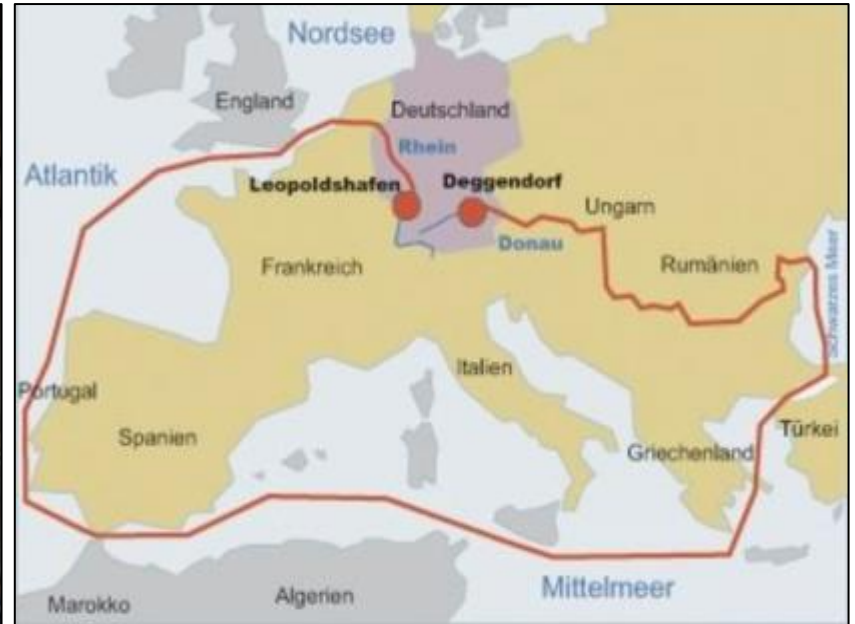 Nordsee
England
Deutschland
Rhein
Atlantik
Leopoldshafen
Deggendorf
Ungarn
Donau
Frankreich
Rumänien
Schwarzes Meer
Italien
Portugal
Spanien
Griechenland
Türkei
Mittelmeer
Algerien
Marokko